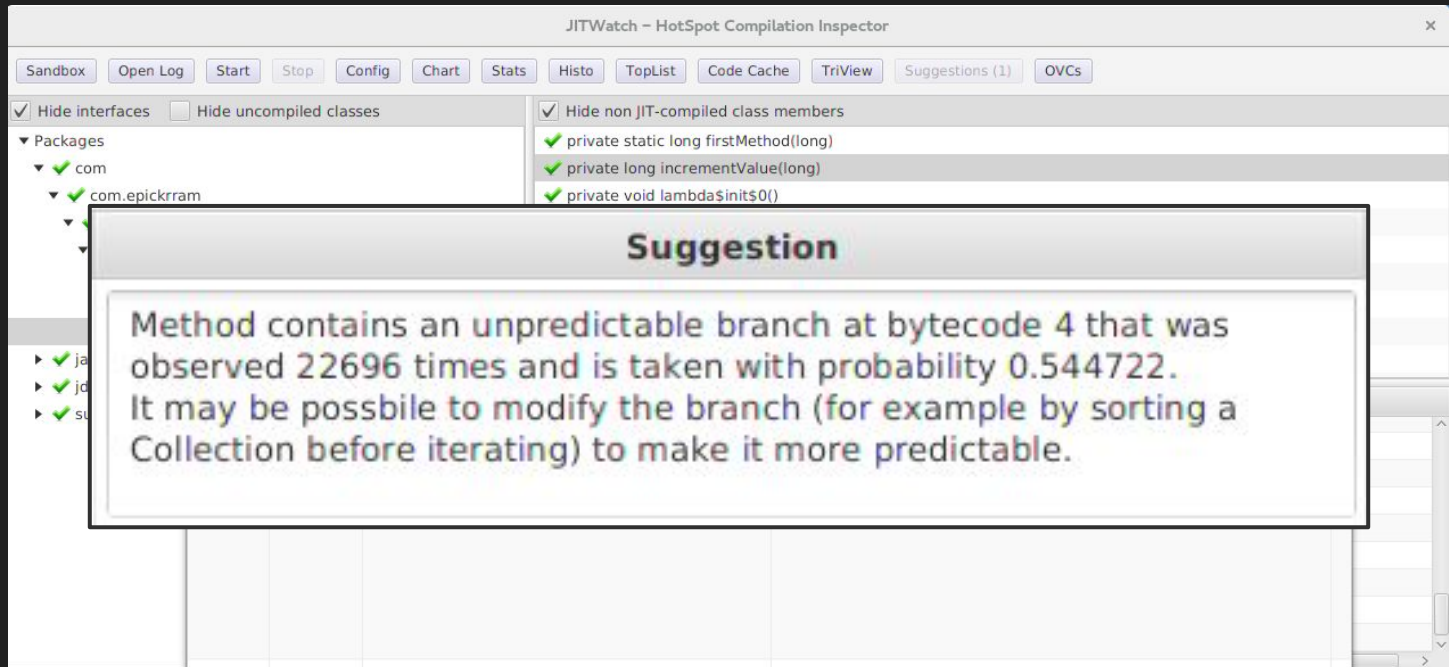 JITWatch – HotSpot Compilation Inspector
Sandbox Open Log Start Stop Config Chart Stats Histo TopList Code Cache TriView Suggestions (1) OVCs
Hide interfaces Hide uncompiled classes
Hide non JIT-compiled class members
Packages
private static long firstMethod(long)
com
private long incrementValue(long)
com.epickrram
private void lambda$init$0()
Suggestion
Method contains an unpredictable branch at bytecode 4 that was
observed 22696 times and is taken with probability 0.544722.
It may be possbile to modify the branch (for example by sorting a
Collection before iterating) to make it more predictable.
ja
jd
su